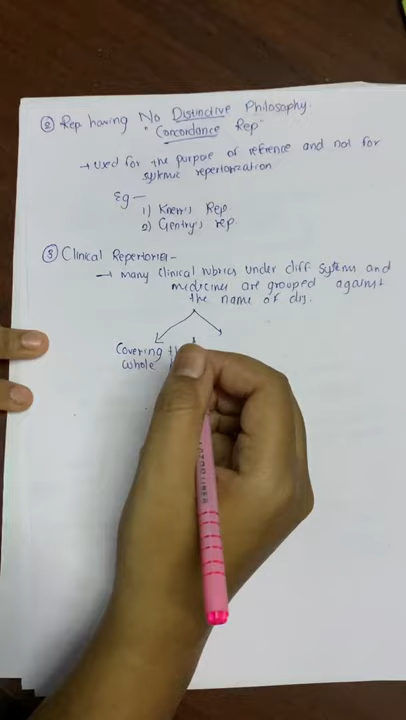 ② Rep having No Distinctive Philosophy.
"Concordance Rep"
→ Used for the purpose of reference and not for
systemic repertorization
Eg —
1) Knerr's Rep.
2) Gentry's rep
③ Clinical Repertories -
→ many clinical rubrics under diff systems and
medicines are grouped against
the name of dis.
Covering
whole